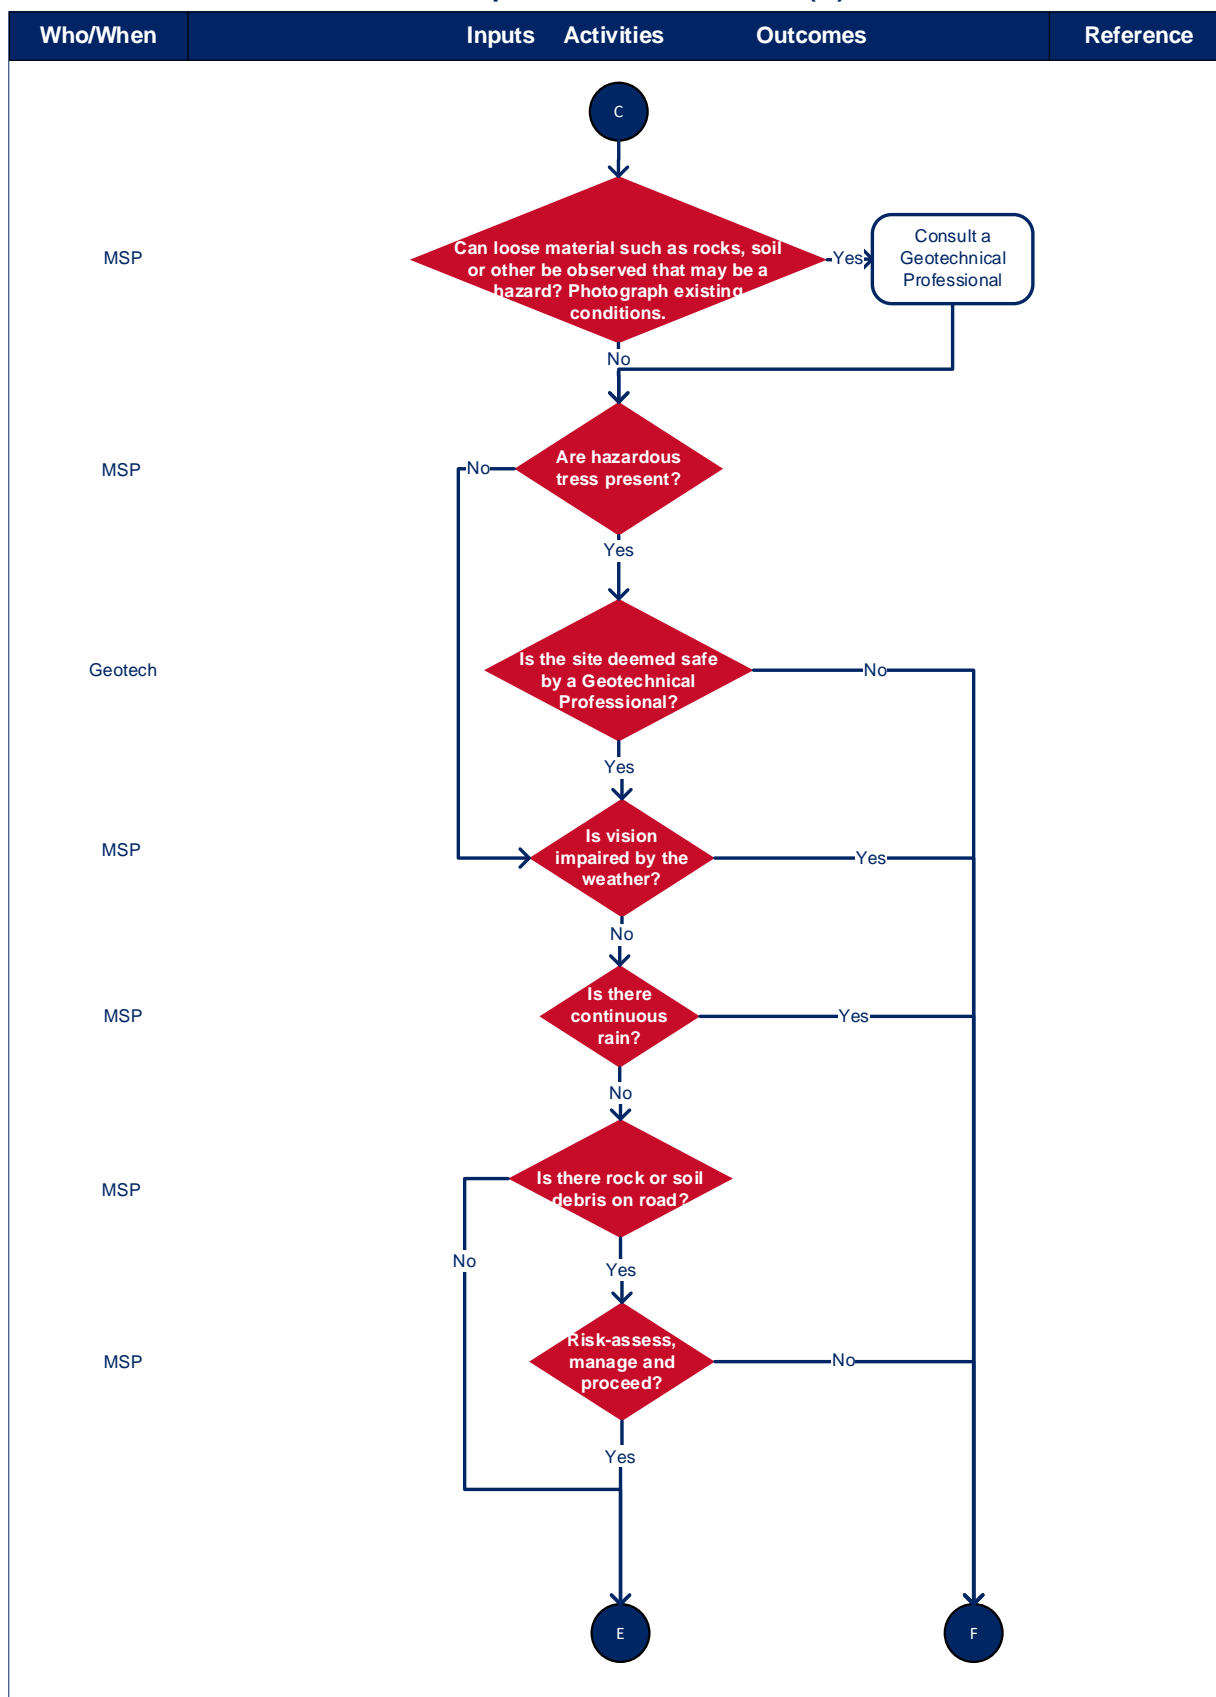 Who/When Inputs Activities Outcomes Reference
C
MSP
Can loose material such as rocks, soil
or other be observed that may be a
hazard? Photograph existing
conditions.
Yes
Consult a
Geotechnical
Professional
No
MSP
No
Are hazardous
tress present?
Yes
Geotech
Is the site deemed safe
by a Geotechnical
Professional?
No
Yes
MSP
Is vision
impaired by the
weather?
Yes
No
MSP
Is there
continuous
rain?
Yes
No
MSP
Is there rock or soil
debris on road?
No
Yes
MSP
Risk-assess,
manage and
proceed?
No
Yes
E
F